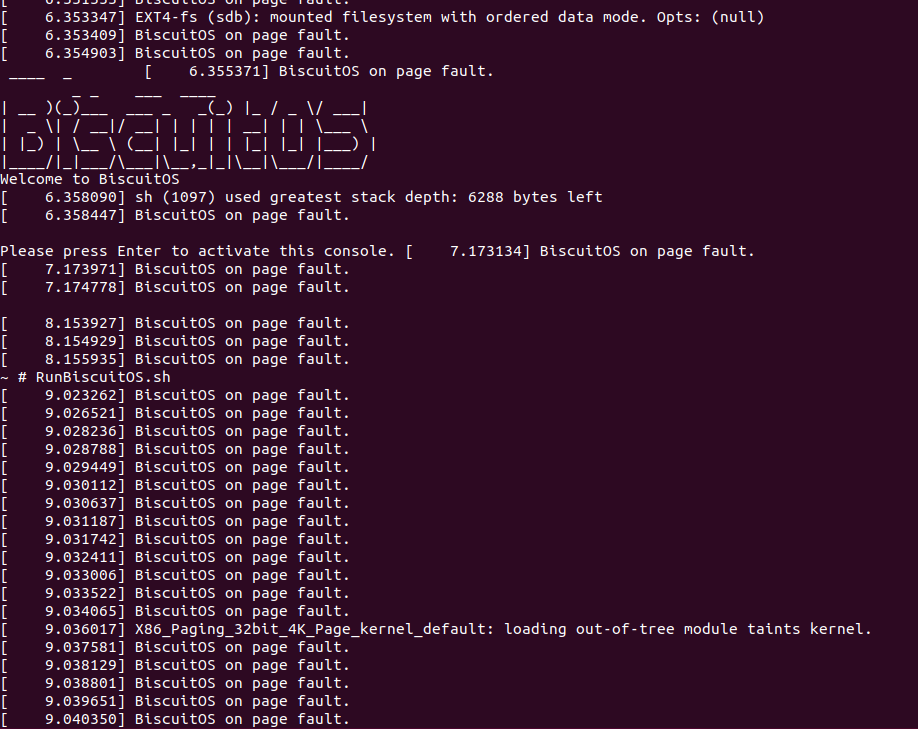 [    6.353347] EXT4-fs (sdb): mounted filesystem with ordered data mode. Opts: (null)
[    6.353409] BiscuitOS on page fault.
[    6.354903] BiscuitOS on page fault.
 ____  _        [    6.355371] BiscuitOS on page fault.
        _ _    ___  ____
| __ )(_)___  ___ _   _(_) |_ / _ \/ ___|
|  _ \| / __|/ __| | | | | __| | | \___ \
| |_) | \__ \ (__| |_| | | |_| |_| |___) |
|____/|_|___/\___|\__,_|_|\__|\___/|____/
Welcome to BiscuitOS
[    6.358090] sh (1097) used greatest stack depth: 6288 bytes left
[    6.358447] BiscuitOS on page fault.
Please press Enter to activate this console. [    7.173134] BiscuitOS on page fault.
[    7.173971] BiscuitOS on page fault.
[    7.174778] BiscuitOS on page fault.
[    8.153927] BiscuitOS on page fault.
[    8.154929] BiscuitOS on page fault.
[    8.155935] BiscuitOS on page fault.
~ # RunBiscuitOS.sh
[    9.023262] BiscuitOS on page fault.
[    9.026521] BiscuitOS on page fault.
[    9.028236] BiscuitOS on page fault.
[    9.028788] BiscuitOS on page fault.
[    9.029449] BiscuitOS on page fault.
[    9.030112] BiscuitOS on page fault.
[    9.030637] BiscuitOS on page fault.
[    9.031187] BiscuitOS on page fault.
[    9.031742] BiscuitOS on page fault.
[    9.032411] BiscuitOS on page fault.
[    9.033006] BiscuitOS on page fault.
[    9.033522] BiscuitOS on page fault.
[    9.034065] BiscuitOS on page fault.
[    9.036017] X86_Paging_32bit_4K_Page_kernel_default: loading out-of-tree module taints kernel.
[    9.037581] BiscuitOS on page fault.
[    9.038129] BiscuitOS on page fault.
[    9.038801] BiscuitOS on page fault.
[    9.039651] BiscuitOS on page fault.
[    9.040350] BiscuitOS on page fault.